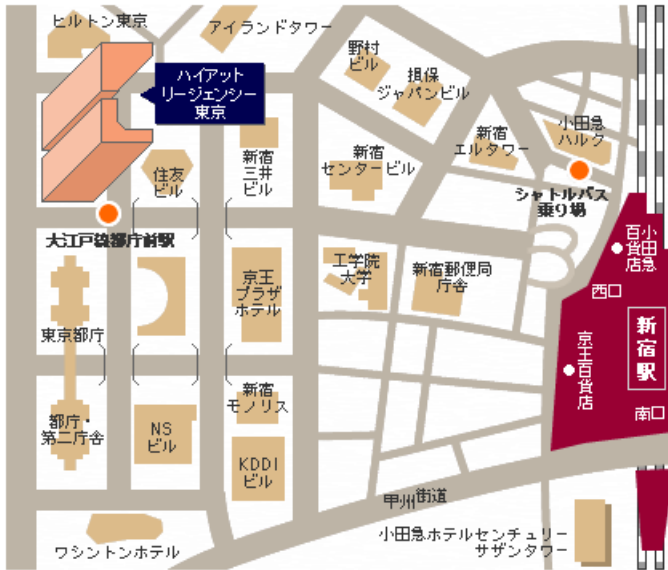 ヒルトン東京
アイランドタワー
野村
ビル
損保
ジャパンビル
ハイアット
リージェンシー
東京
新宿
エルタワー
小田急
ハルク
住友
ビル
新宿
三井
ビル
新宿
センタービル
シャトルバス
乗り場
大江戸線都庁前駅
小田急
百貨店
工学院
大学
新宿郵便局
庁舎
京王
プラザ
ホテル
西口
東京都庁
新宿駅
京王百貨店
南口
新宿
モノリス
都庁・
第二庁舎
NS
ビル
KDDI
ビル
甲州街道
小田急ホテルセンチュリー
サザンタワー
ワシントンホテル